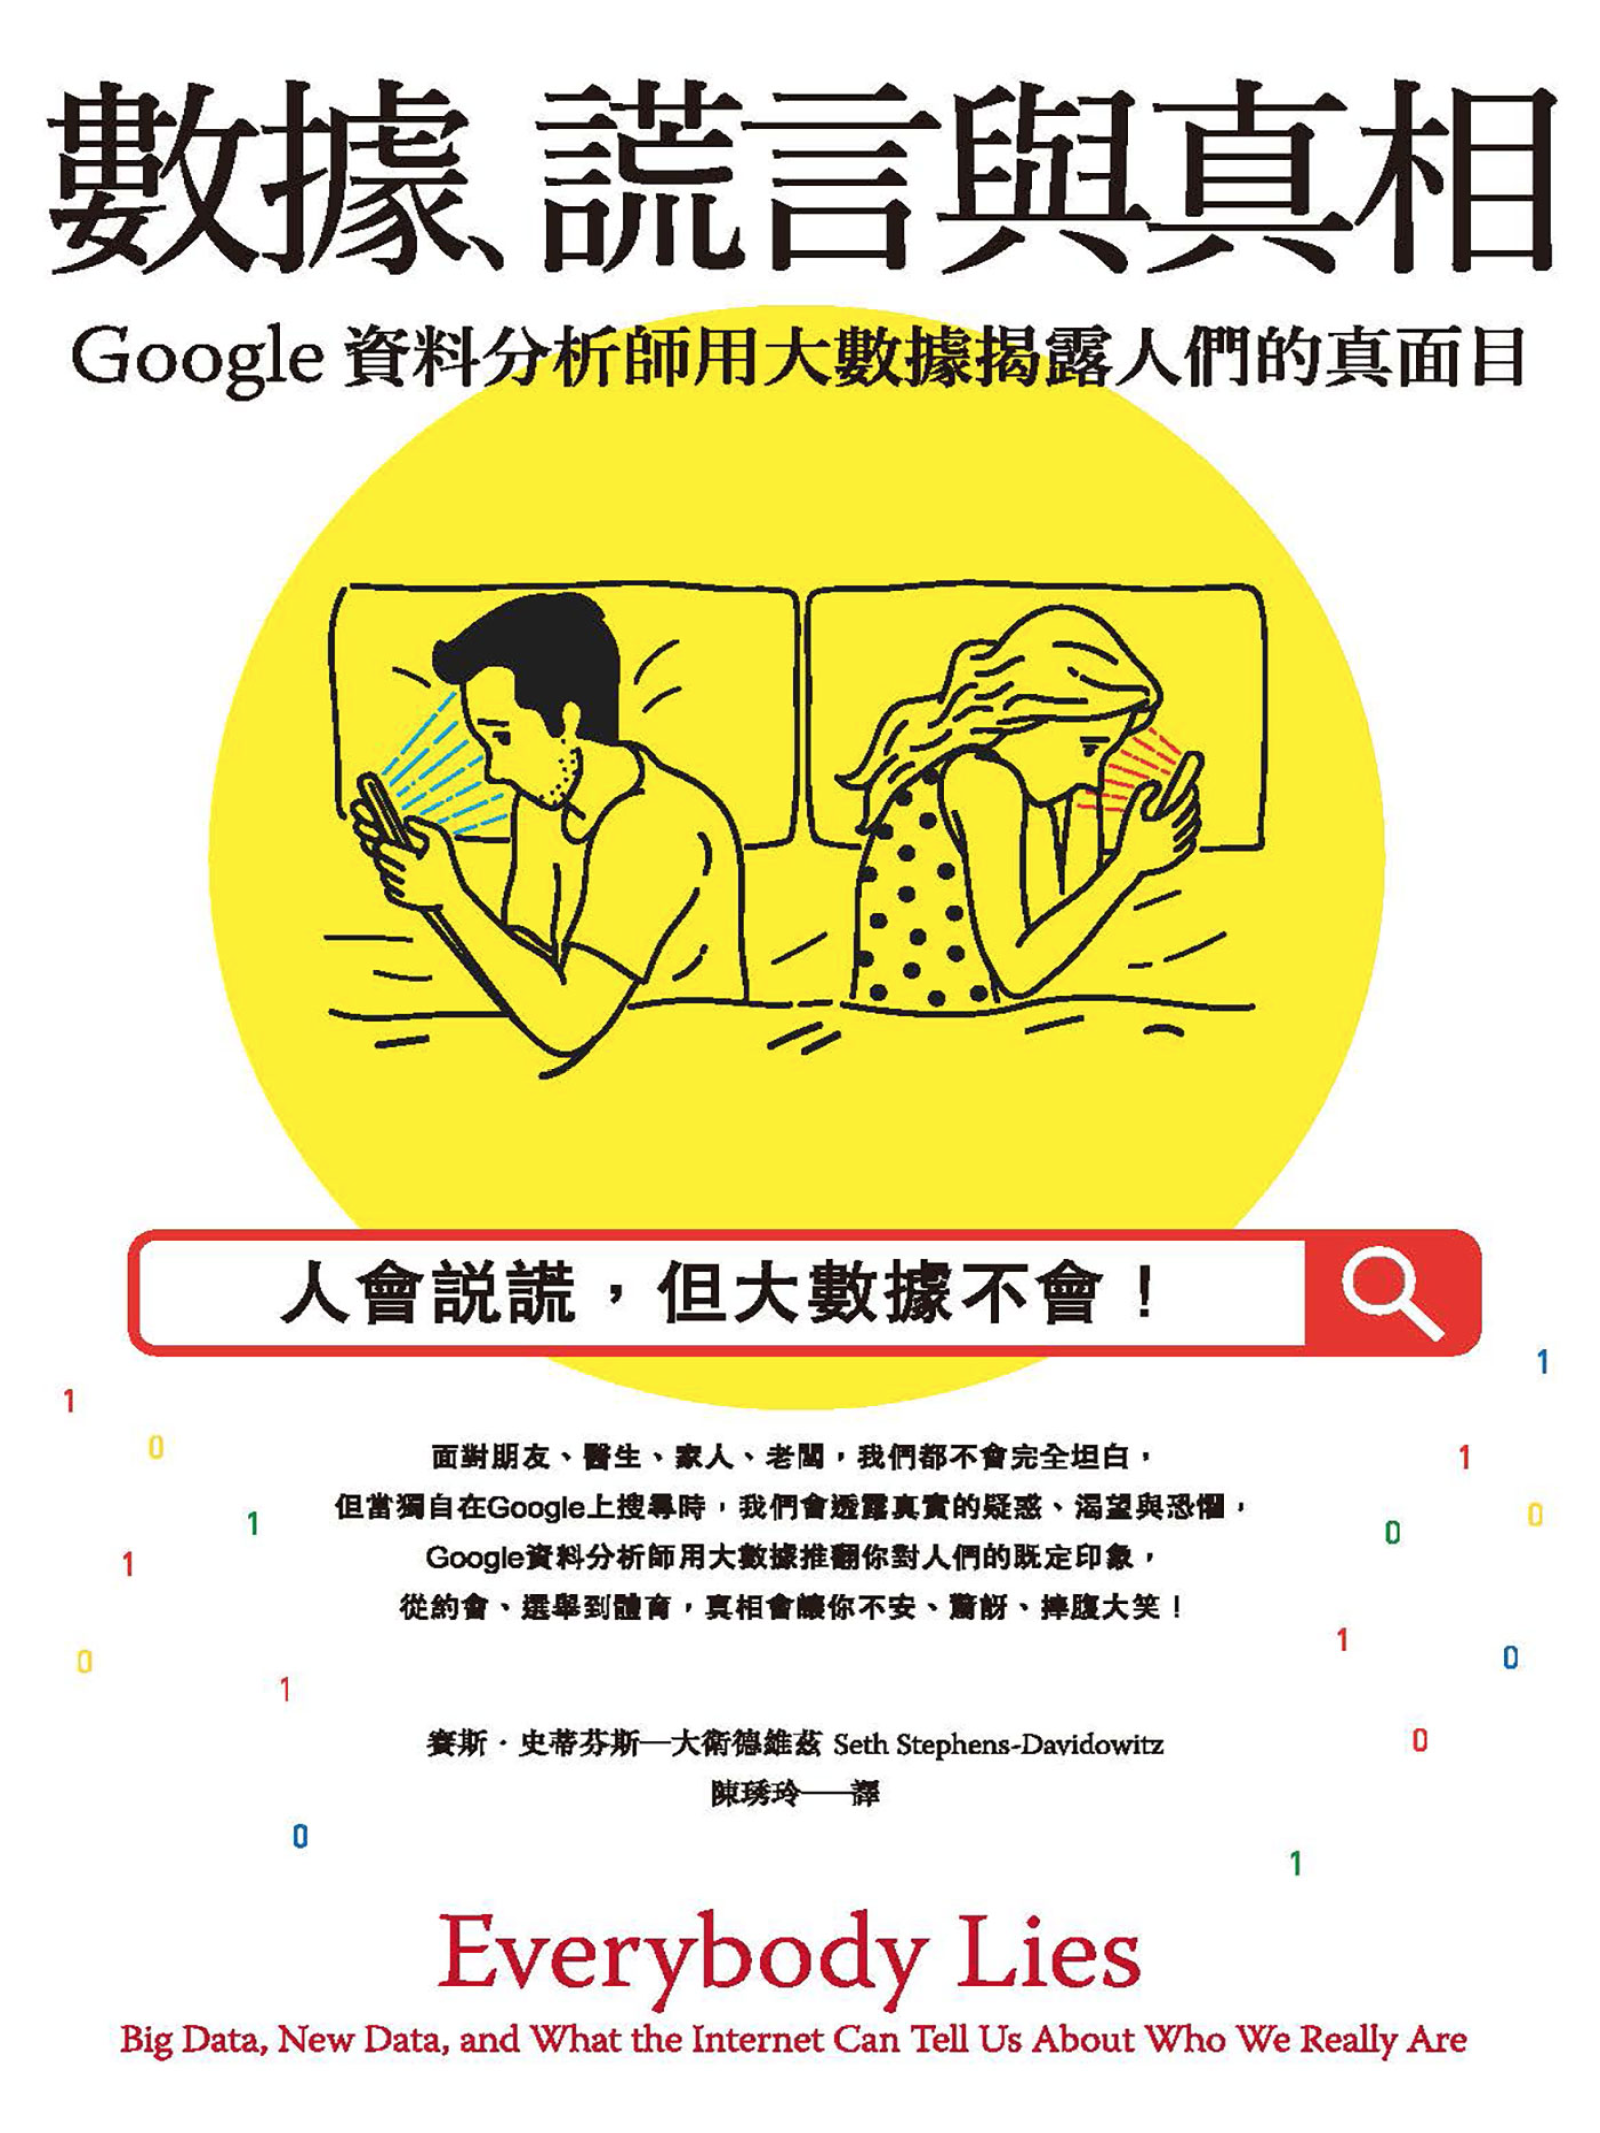 數據、謊言與真相
Google 資料分析師用大數據揭露人們的真面目
人會説謊，但大數據不會！
1
1
0
1
面對朋友、醫生、家人、老闆，我們都不會完全坦白，
但當獨自在Google上搜尋時，我們會透露真實的疑惑、渴望與恐懼，
1
0
0
Google資料分析師用大數據推翻你對人們的既定印象，
1
從約會、選舉到體育，真相會讓你不安、驚訝、捧腹大笑！
1
0
0
1
賽斯．史蒂芬斯—大衛德維茲 Seth Stephens-Davidowitz
0
陳琇玲——譯
0
1
Everybody Lies
Big Data, New Data, and What the Internet Can Tell Us About Who We Really Are